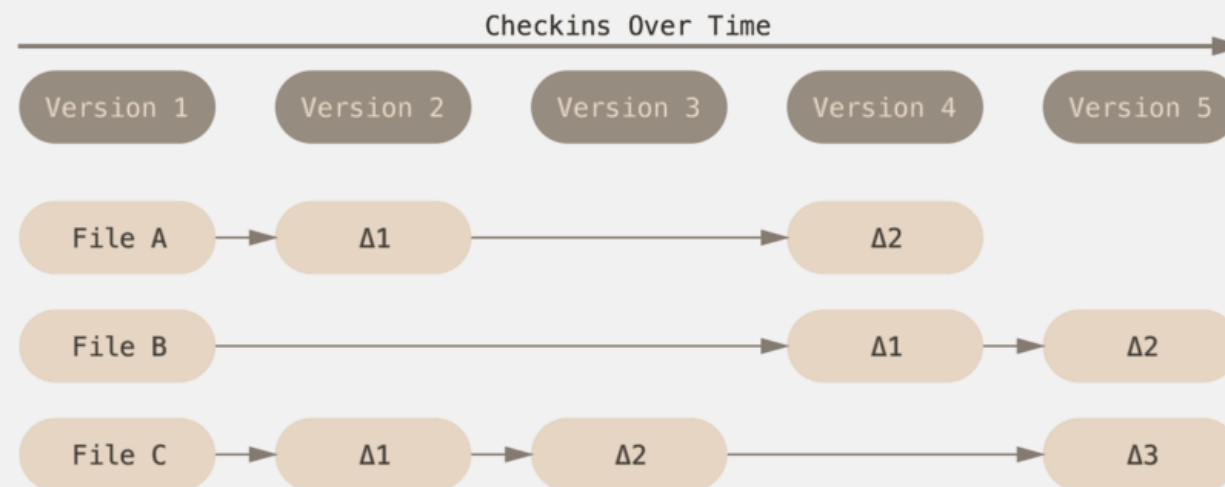 Checkins Over Time
Version 1 Version 2 Version 3 Version 4 Version 5
File A Δ1 Δ2
File B Δ1 Δ2
File C Δ1 Δ2 Δ3